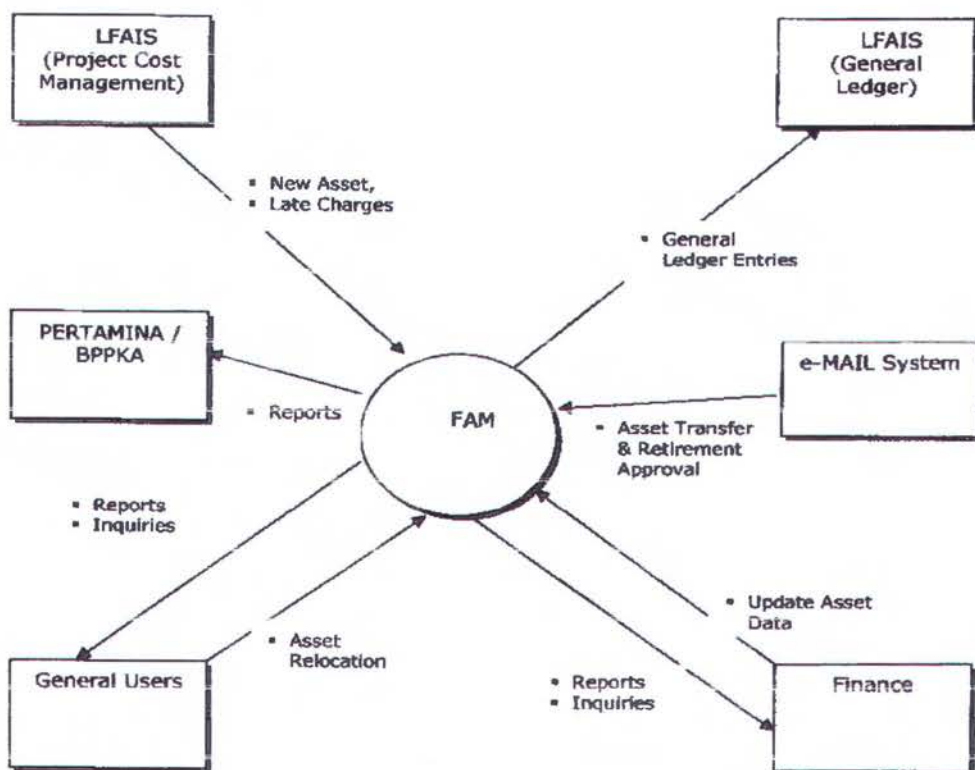 LFAIS
(Project Cost
Management)
LFAIS
(General
Ledger)
▪ New Asset,
▪ Late Charges
▪ General
Ledger Entries
PERTAMINA /
BPPKA
e-MAIL System
▪ Reports
FAM
▪ Asset Transfer
& Retirement
Approval
▪ Reports
▪ Inquiries
▪ Update Asset
Data
▪ Asset
Relocation
General Users
▪ Reports
▪ Inquiries
Finance